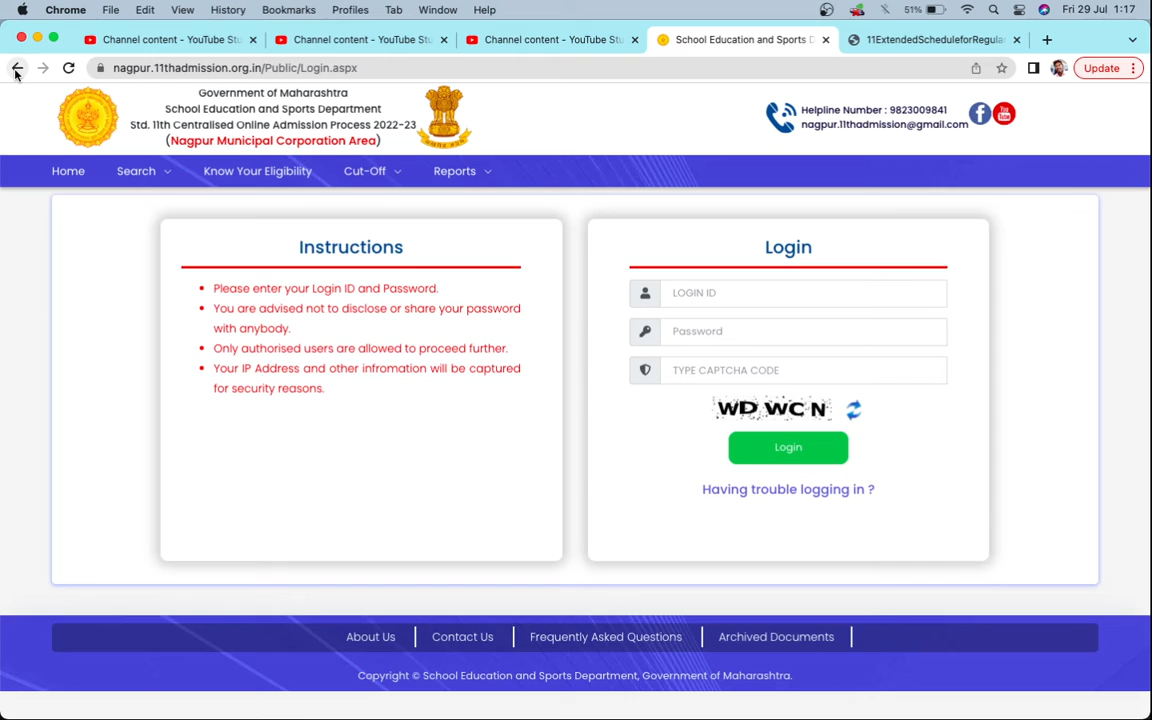 Chrome File Edit View History Bookmarks Profiles Tab Window Help 51% Fri 29 Jul 1:17
Channel content - YouTube Stu Channel content - YouTube Stu Channel content - YouTube Stu School Education and Sports D 11ExtendedScheduleforRegular
nagpur.11thadmission.org.in/Public/Login.aspx Update
Government of Maharashtra
School Education and Sports Department
Std. 11th Centralised Online Admission Process 2022-23
(Nagpur Municipal Corporation Area)
Helpline Number : 9823009841
nagpur.11thadmission@gmail.com
Home Search Know Your Eligibility Cut-Off Reports
Instructions
Please enter your Login ID and Password.
You are advised not to disclose or share your password
with anybody.
Only authorised users are allowed to proceed further.
Your IP Address and other infromation will be captured
for security reasons.
Login
LOGIN ID
Password
TYPE CAPTCHA CODE
WD WC N
Login
Having trouble logging in ?
About Us Contact Us Frequently Asked Questions Archived Documents
Copyright © School Education and Sports Department, Government of Maharashtra.